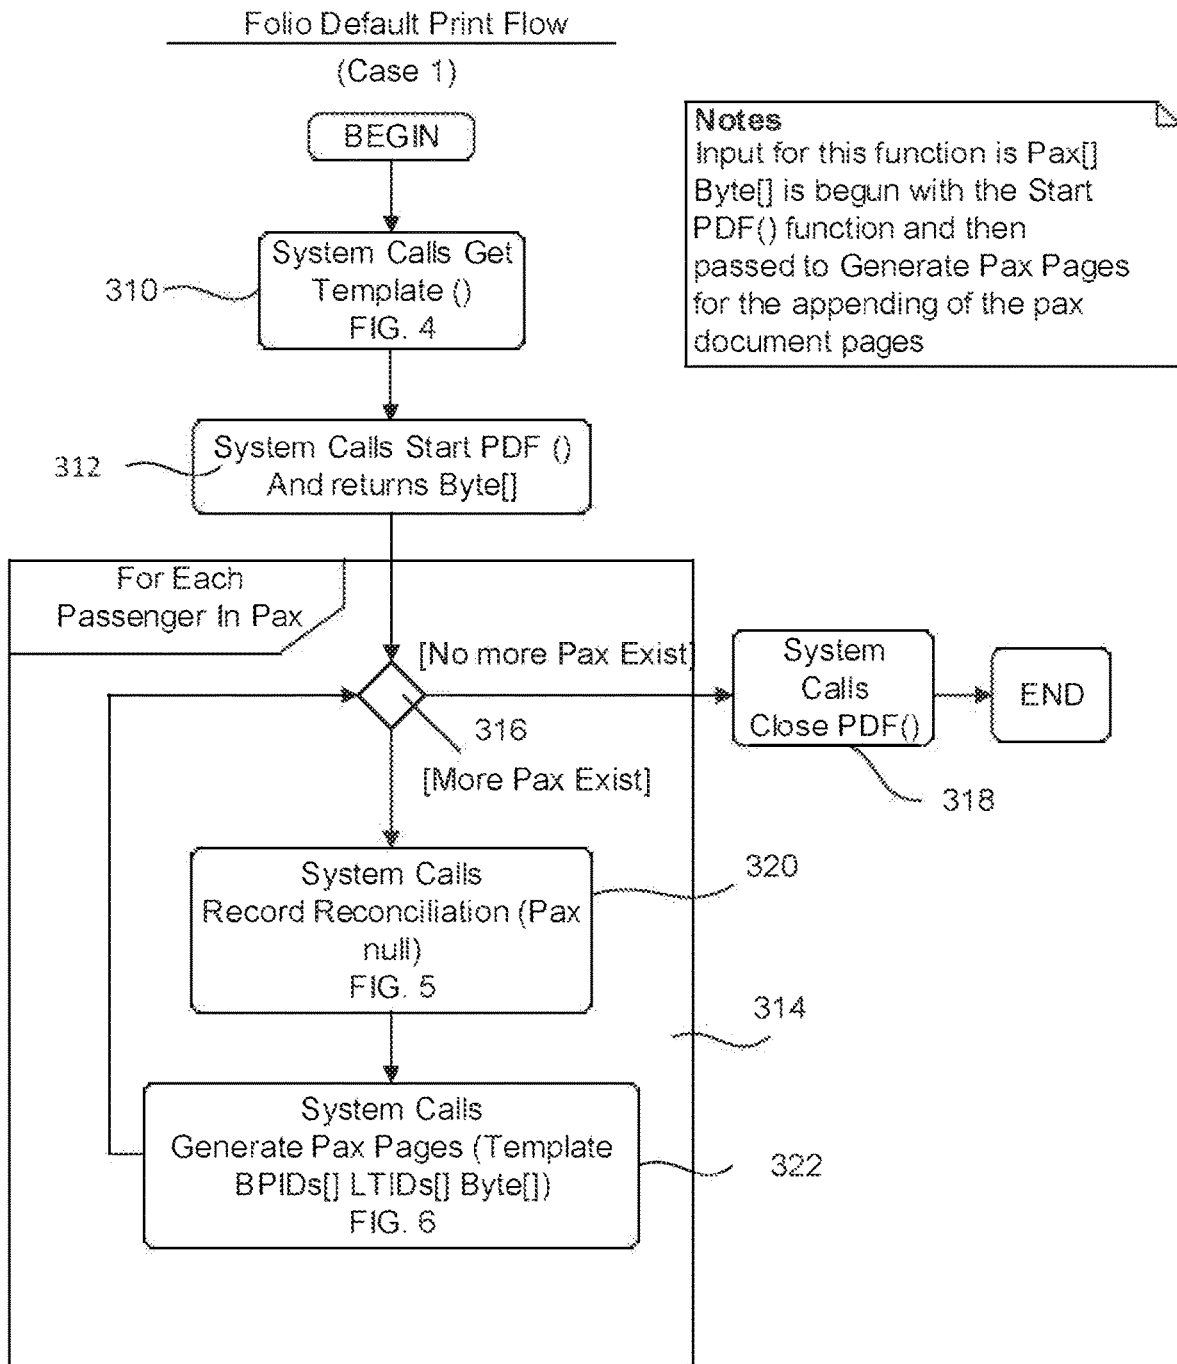 Folio Default Print Flow
(Case 1)
BEGIN
Notes
Input for this function is Pax[]
Byte[] is begun with the Start
PDF() function and then
passed to Generate Pax Pages
for the appending of the pax
document pages
System Calls Get
Template ()
FIG. 4
310
System Calls Start PDF ()
And returns Byte[]
312
For Each
Passenger In Pax
[No more Pax Exist]
316
[More Pax Exist]
System
Calls
Close PDF()
END
318
System Calls
Record Reconciliation (Pax
null)
FIG. 5
320
314
System Calls
Generate Pax Pages (Template
BPIDs[] LTIDs[] Byte[])
FIG. 6
322